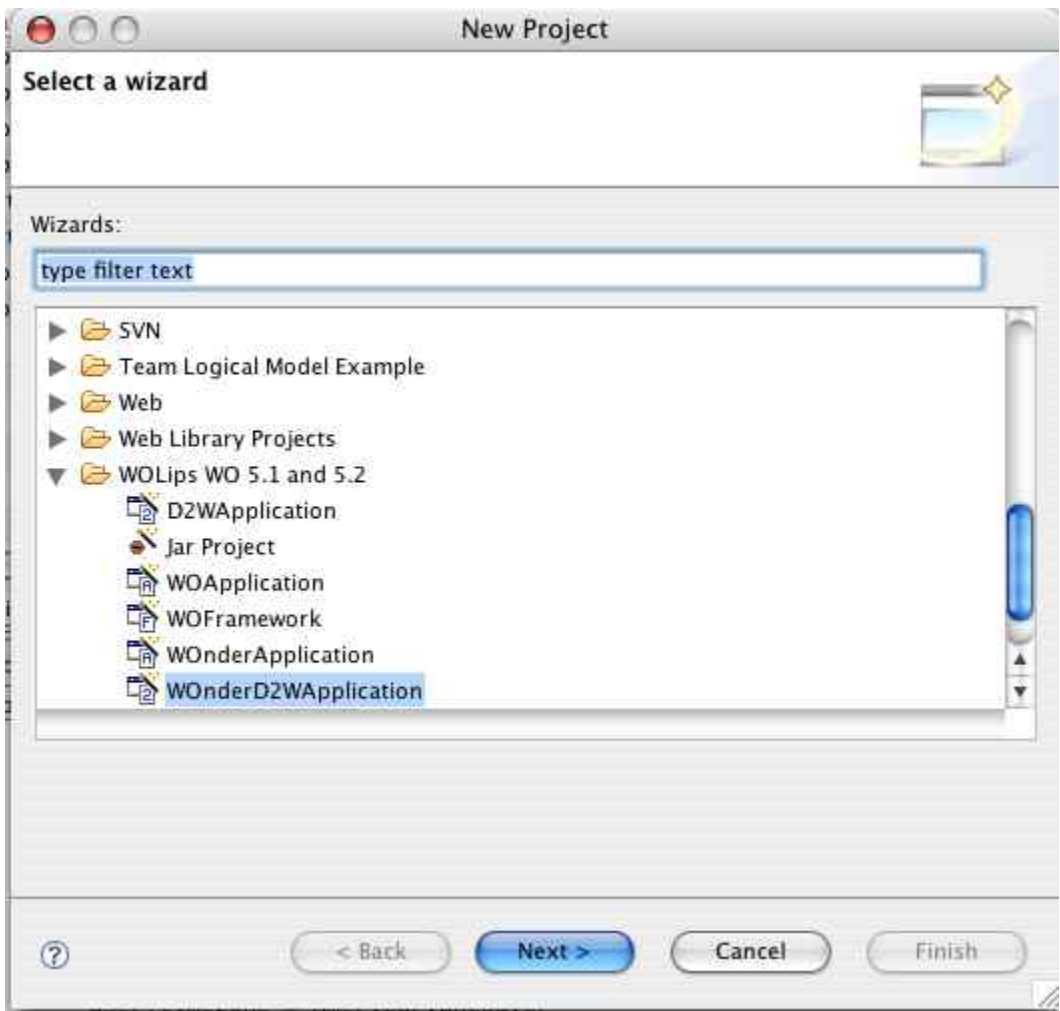 New Project
Select a wizard
Wizards:
type filter text
SVN
Team Logical Model Example
Web
Web Library Projects
WOLips WO 5.1 and 5.2
D2WApplication
Jar Project
WOApplication
WOFramework
WOnderApplication
WOnderD2WApplication
< Back
Next >
Cancel
Finish